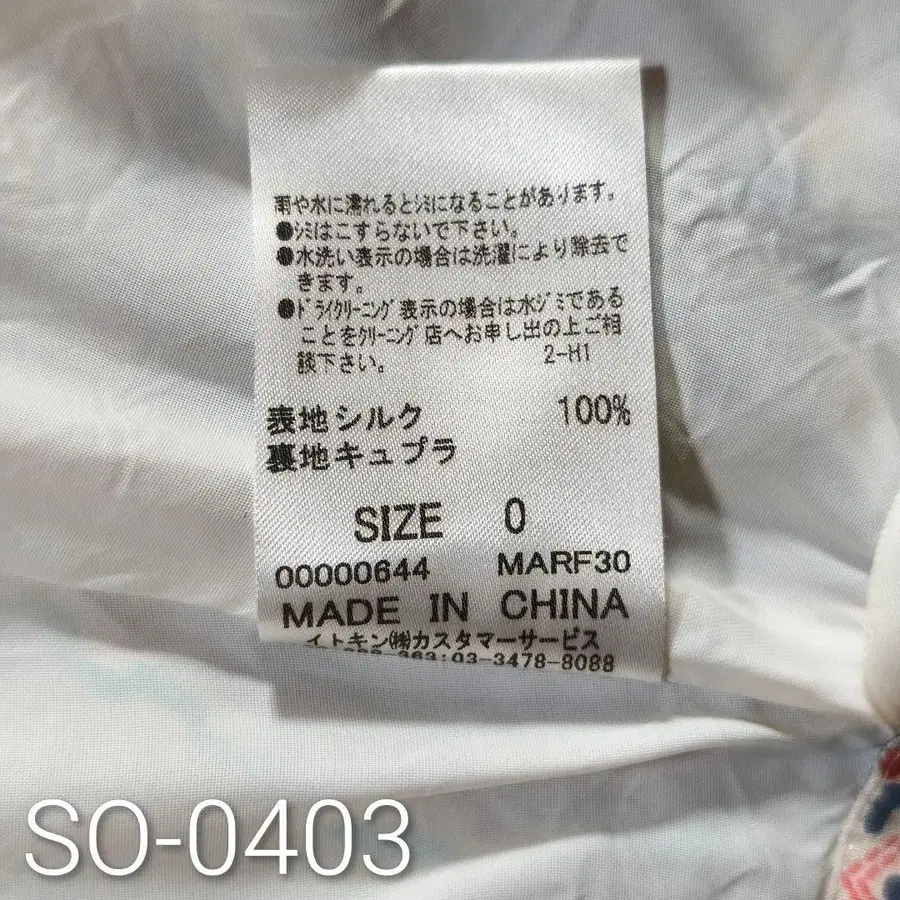 雨や水に濡れるとシミになることがあります。
●シミはこすらないで下さい。
●水洗い表示の場合は洗濯により除去で
きます。
●ドライクリーニング表示の場合は水ジミである
ことをクリーニング店へお申し出の上ご相
談下さい。 2-H1
表地シルク 100%
裏地キュプラ
SIZE 0
00000644 MARF30
MADE IN CHINA
イトキン㈱カスタマーサービス
363:03-3478-8088
SO-0403